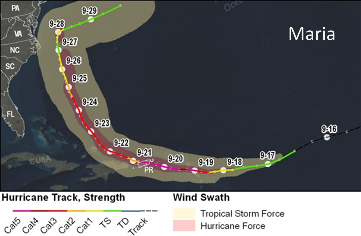 PA
9-28
9-29
Maria
VA
NC
9-27
SC
9-26
9-25
9-24
FL
9-23
9-16
9-22
9-21
9-17
CUBA
9-20
9-19
9-18
PR
Hurricane Track, Strength
Wind Swath
Tropical Storm Force
Hurricane Force
Cat5
Cat4
Cat3
Cat2
Cat1
TS
TD
Track